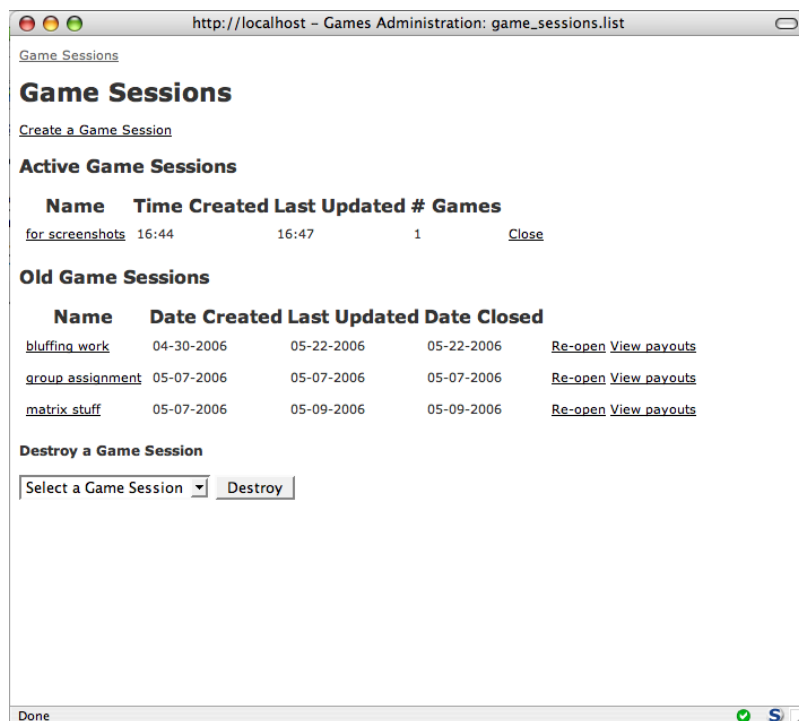 http://localhost – Games Administration: game_sessions.list
Game Sessions
Game Sessions
Create a Game Session
Active Game Sessions
Name Time Created Last Updated # Games
for screenshots 16:44 16:47 1 Close
Old Game Sessions
Name Date Created Last Updated Date Closed
bluffing work 04-30-2006 05-22-2006 05-22-2006 Re-open View payouts
group assignment 05-07-2006 05-07-2006 05-07-2006 Re-open View payouts
matrix stuff 05-07-2006 05-09-2006 05-09-2006 Re-open View payouts
Destroy a Game Session
Select a Game Session Destroy
Done S